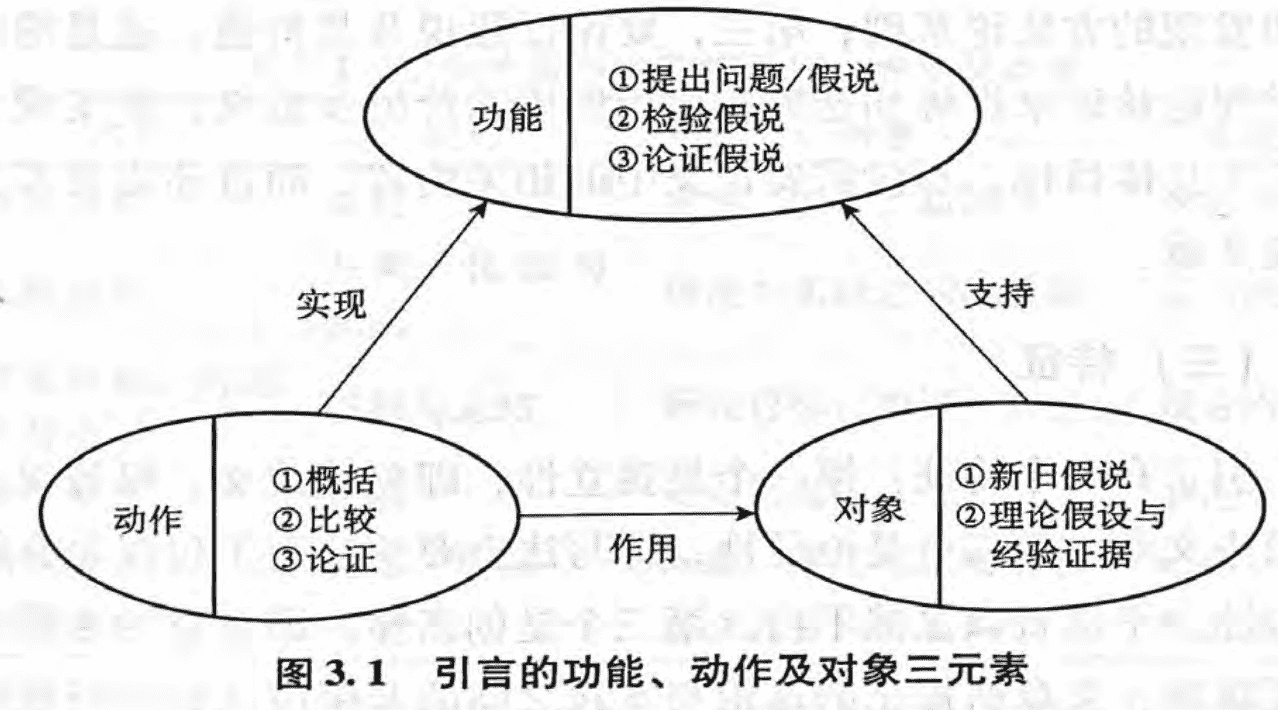 功能
①提出问题/假说
②检验假说
③论证假说
实现
支持
动作
①概括
②比较
③论证
作用
对象
①新旧假说
②理论假设与
经验证据
图 3.1 引言的功能、动作及对象三元素